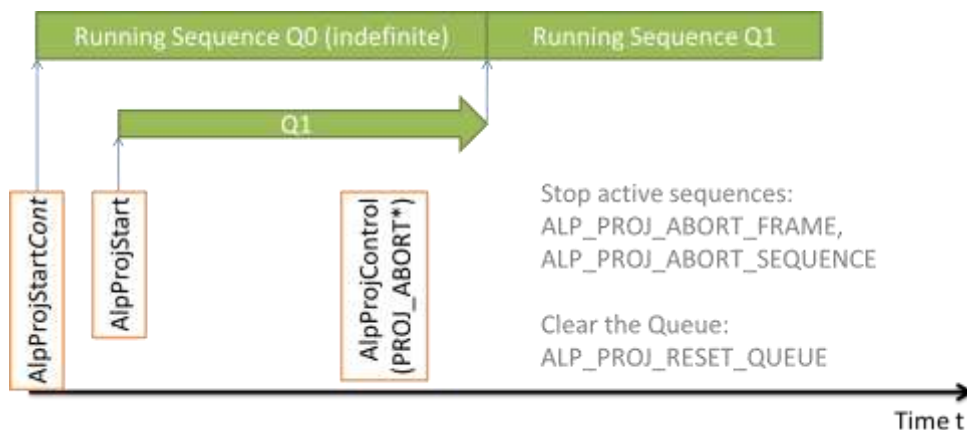 Running Sequence Q0 (indefinite)
Running Sequence Q1
Q1
AlpProjStartCont
AlpProjStart
AlpProjControl
(PROJ_ABORT*)
Stop active sequences:
ALP_PROJ_ABORT_FRAME,
ALP_PROJ_ABORT_SEQUENCE
Clear the Queue:
ALP_PROJ_RESET_QUEUE
Time t